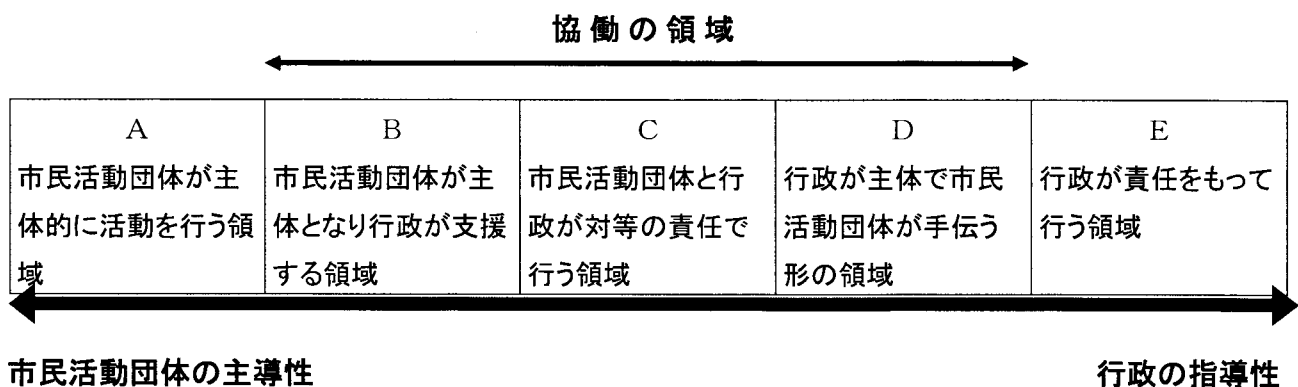 協働の領域
A
市民活動団体が主
体的に活動を行う領
域
B
市民活動団体が主
体となり行政が支援
する領域
C
市民活動団体と行
政が対等の責任で
行う領域
D
行政が主体で市民
活動団体が手伝う
形の領域
E
行政が責任をもって
行う領域
市民活動団体の主導性
行政の指導性